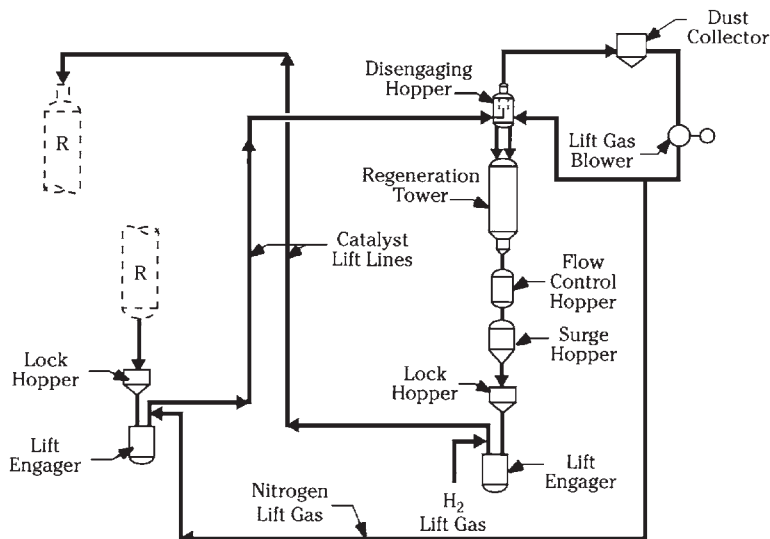 Dust
Collector
Disengaging
Hopper
R
Lift Gas
Blower
Regeneration
Tower
Catalyst
Lift Lines
R
Flow
Control
Hopper
Surge
Hopper
Lock
Hopper
Lock
Hopper
Lift
Engager
Nitrogen
Lift Gas
H₂
Lift Gas
Lift
Engager